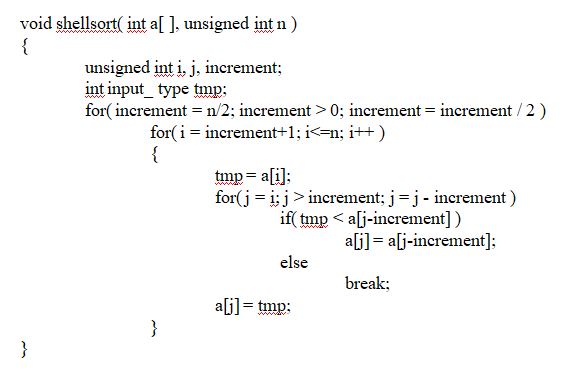 void shellsort( int a[ ], unsigned int n )
{
unsigned int i, j, increment;
int input_ type tmp;
for( increment = n/2; increment > 0; increment = increment / 2 )
for( i = increment+1; i<=n; i++ )
{
tmp = a[i];
for( j = i; j > increment; j = j - increment )
if( tmp < a[j-increment] )
a[j] = a[j-increment];
else
break;
a[j] = tmp;
}
}